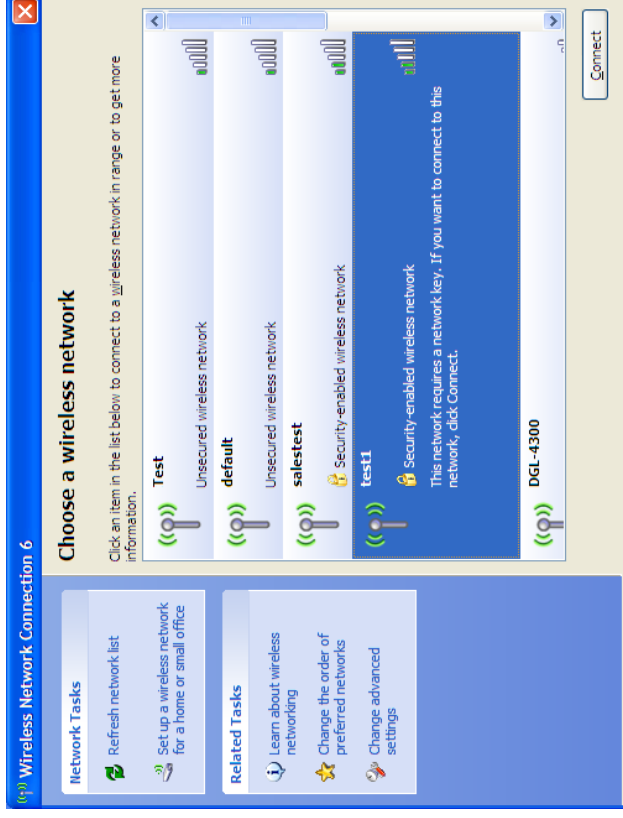 Wireless Network Connection 6
Network Tasks
Refresh network list
Set up a wireless network
for a home or small office
Related Tasks
Learn about wireless
networking
Change the order of
preferred networks
Change advanced
settings
Choose a wireless network
Click an item in the list below to connect to a wireless network in range or to get more
information.
Test
Unsecured wireless network
default
Unsecured wireless network
salestest
Security-enabled wireless network
test1
Security-enabled wireless network
This network requires a network key. If you want to connect to this
network, click Connect.
DGL-4300
Connect